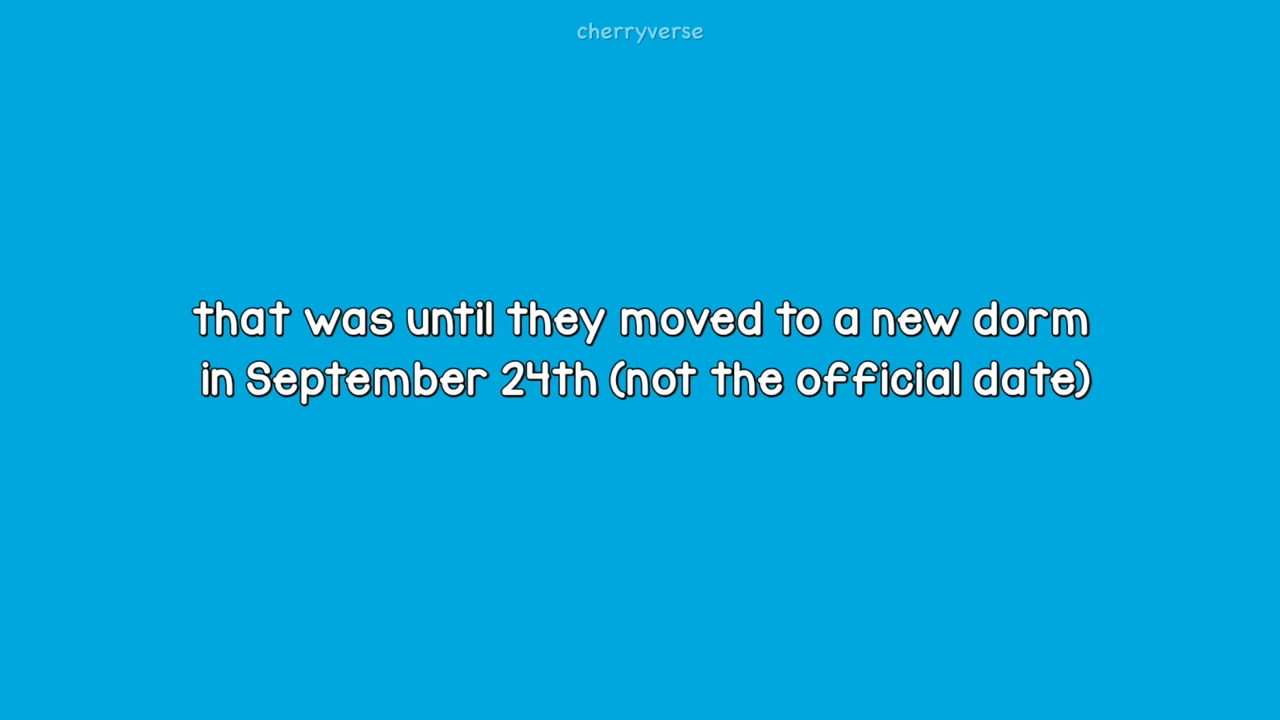 cherryverse
that was until they moved to a new dorm
in September 24th (not the official date)